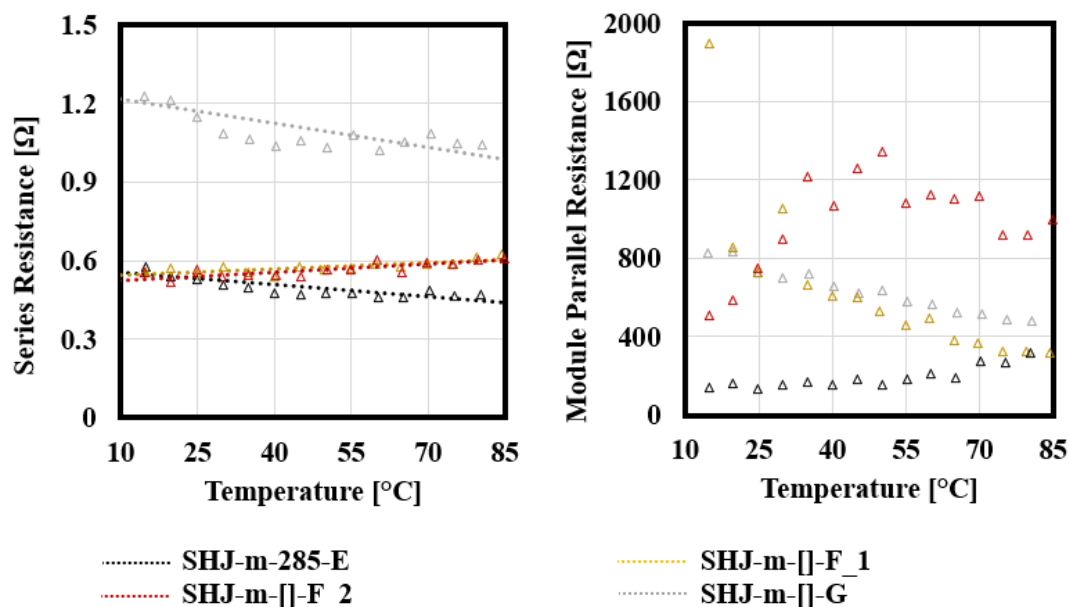 Series Resistance [Ω]
1.5
1.2
0.9
0.6
0.3
0
10 25 40 55 70 85
Temperature [°C]
Module Parallel Resistance [Ω]
2000
1600
1200
800
400
0
10 25 40 55 70 85
Temperature [°C]
SHJ-m-285-E
SHJ-m-[]-F_1
SHJ-m-[]-F 2
SHJ-m-[]-G